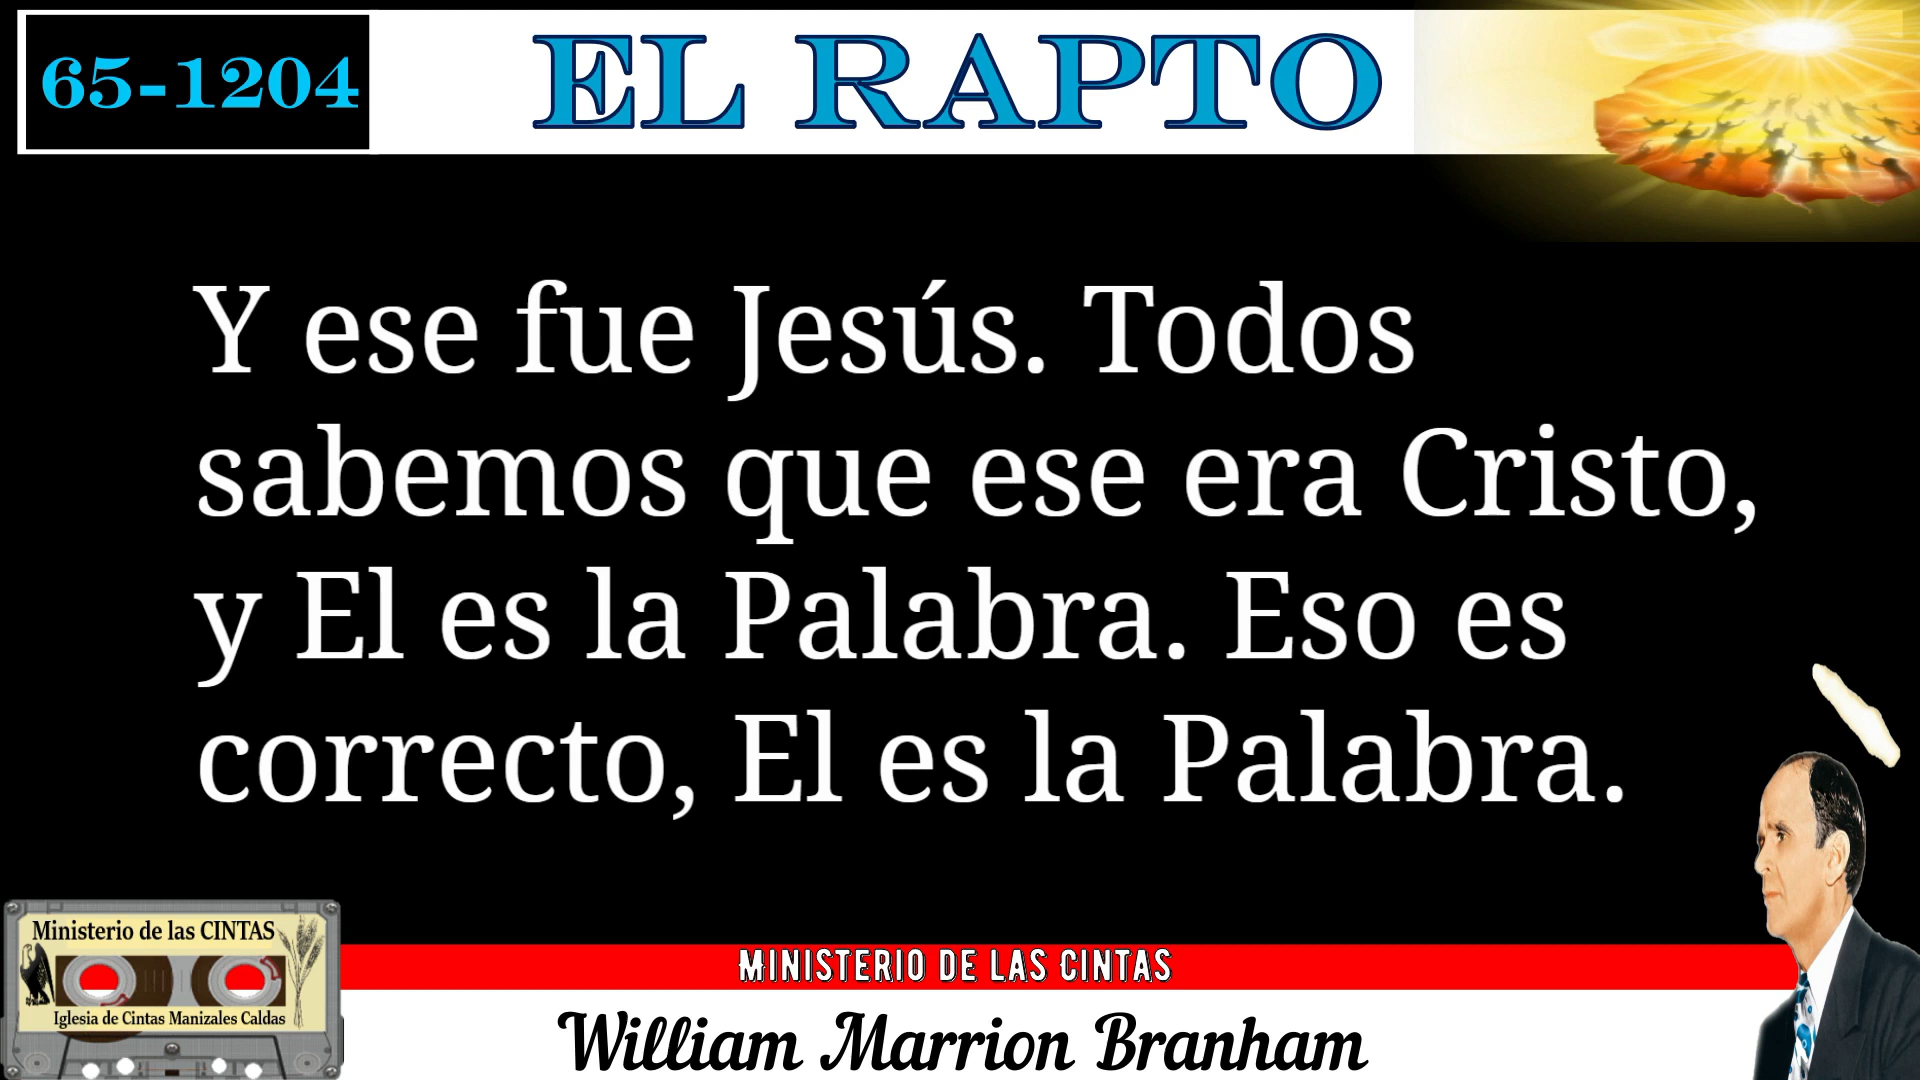 65-1204
EL RAPTO
Y ese fue Jesús. Todos
sabemos que ese era Cristo,
y El es la Palabra. Eso es
correcto, El es la Palabra.
Ministerio de las CINTAS
Iglesia de Cintas Manizales Caldas
MINISTERIO DE LAS CINTAS
William Marrion Branham